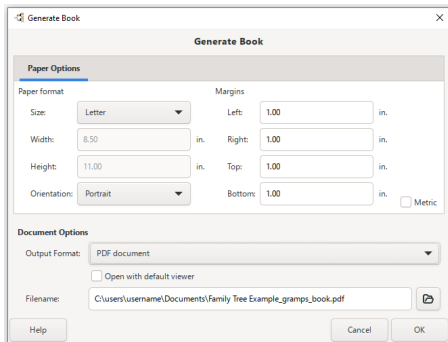 Generate Book
Generate Book
Paper Options
Paper format Margins
Size: Letter Left: 1.00 in.
Width: 8.50 in. Right: 1.00 in.
Height: 11.00 in. Top: 1.00 in.
Orientation: Portrait Bottom: 1.00 in.
Metric
Document Options
Output Format: PDF document
Open with default viewer
Filename: C:\users\username\Documents\Family Tree Example_gramps_book.pdf
Help Cancel OK